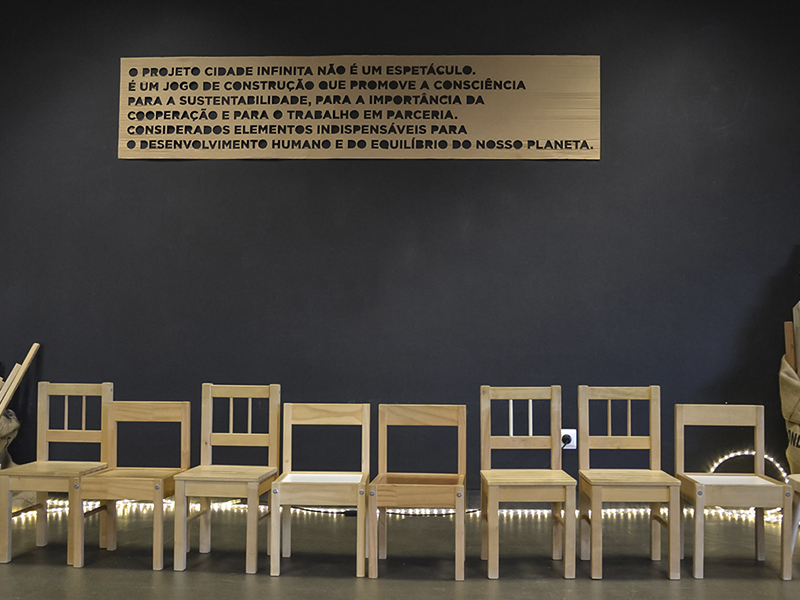 O PROJETO CIDADE INFINITA NÃO É UM ESPETÁCULO.
É UM JOGO DE CONSTRUÇÃO QUE PROMOVE A CONSCIÊNCIA
PARA A SUSTENTABILIDADE, PARA A IMPORTÂNCIA DA
COOPERAÇÃO E PARA O TRABALHO EM PARCERIA.
CONSIDERADOS ELEMENTOS INDISPENSÁVEIS PARA
O DESENVOLVIMENTO HUMANO E DO EQUILÍBRIO DO NOSSO PLANETA.